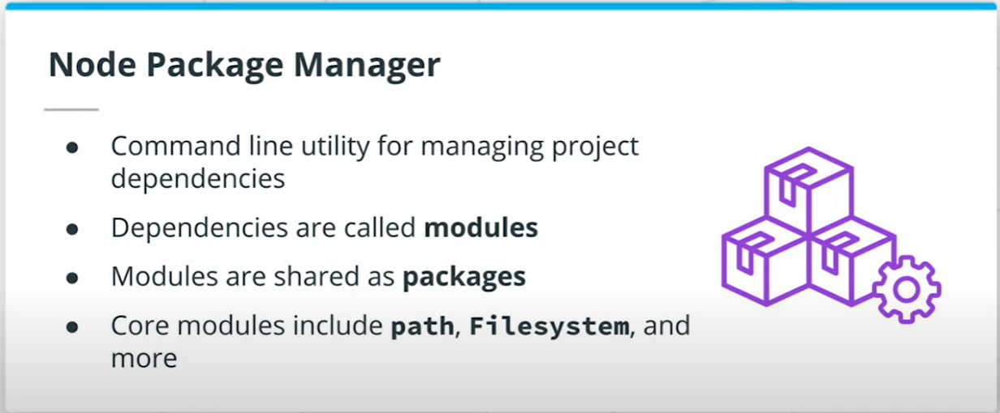 Node Package Manager
● Command line utility for managing project
dependencies
● Dependencies are called modules
● Modules are shared as packages
● Core modules include path, Filesystem, and
more